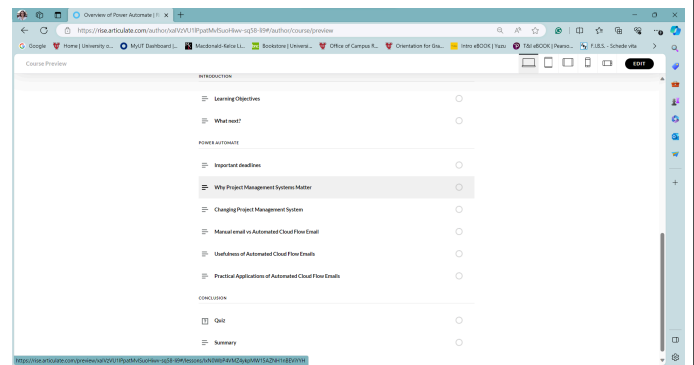 Overview of Power Automate | Ri
https://rise.articulate.com/author/
/author/course/preview
Google
Home | University o...
MyUT Dashboard |...
Macdonald-Kelce Li...
Bookstore | Universi...
Office of Campus R...
Orientation for Gra...
Intro eBOOK | Yuzu
T&I eBOOK | Pearso...
F.I.B.S. - Schede vita
Course Preview
EDIT
INTRODUCTION
Learning Objectives
What next?
POWER AUTOMATE
Important deadlines
Why Project Management Systems Matter
Changing Project Management System
Manual email vs Automated Cloud Flow Email
Usefulness of Automated Cloud Flow Emails
Practical Applications of Automated Cloud Flow Emails
CONCLUSION
Quiz
Summary